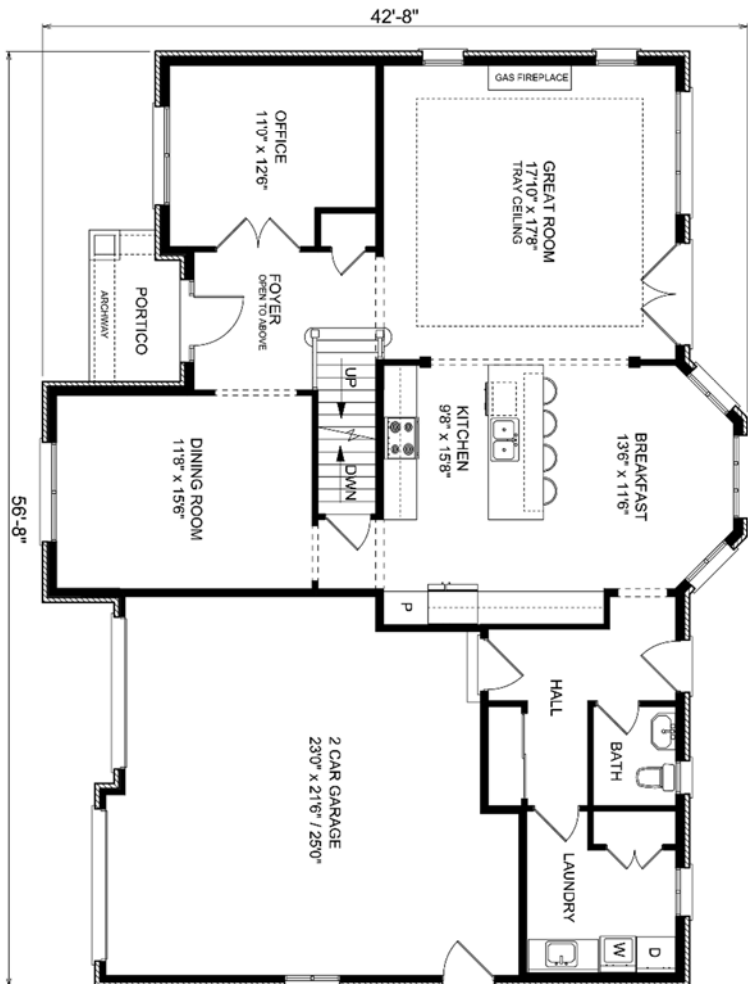 42'-8"
GAS FIREPLACE
OFFICE
11'0" x 12'6"
GREAT ROOM
17'10" x 17'8"
TRAY CEILING
FOYER
OPEN TO ABOVE
PORTICO
ARCHWAY
UP
DWN
KITCHEN
9'8" x 15'8"
BREAKFAST
13'6" x 11'6"
DINING ROOM
11'8" x 15'6"
56'-8"
P
HALL
BATH
2 CAR GARAGE
23'0" x 21'6" / 25'0"
LAUNDRY
W
D